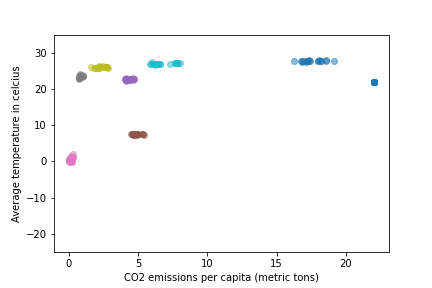 30
20
10
0
−10
−20
Average temperature in celcius
0 5 10 15 20
CO2 emissions per capita (metric tons)